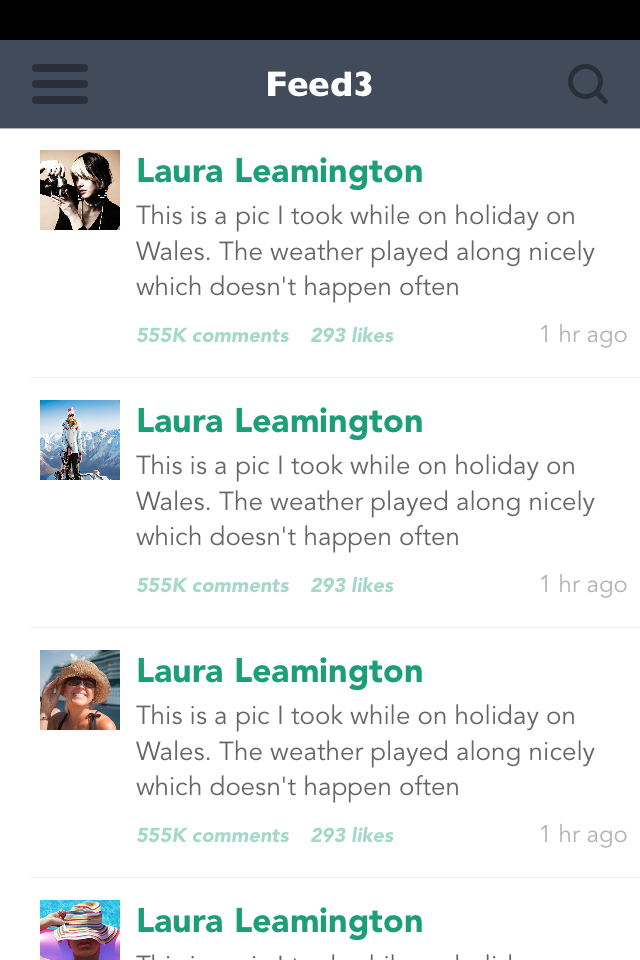 Feed3
Laura Leamington
This is a pic I took while on holiday on
Wales. The weather played along nicely
which doesn't happen often
555K comments 293 likes 1 hr ago
Laura Leamington
This is a pic I took while on holiday on
Wales. The weather played along nicely
which doesn't happen often
555K comments 293 likes 1 hr ago
Laura Leamington
This is a pic I took while on holiday on
Wales. The weather played along nicely
which doesn't happen often
555K comments 293 likes 1 hr ago
Laura Leamington